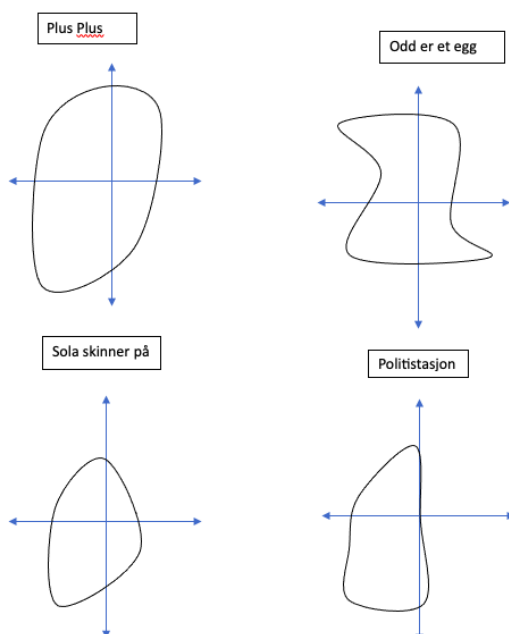 Plus Plus
Odd er et egg
Sola skinner på
Politistasjon